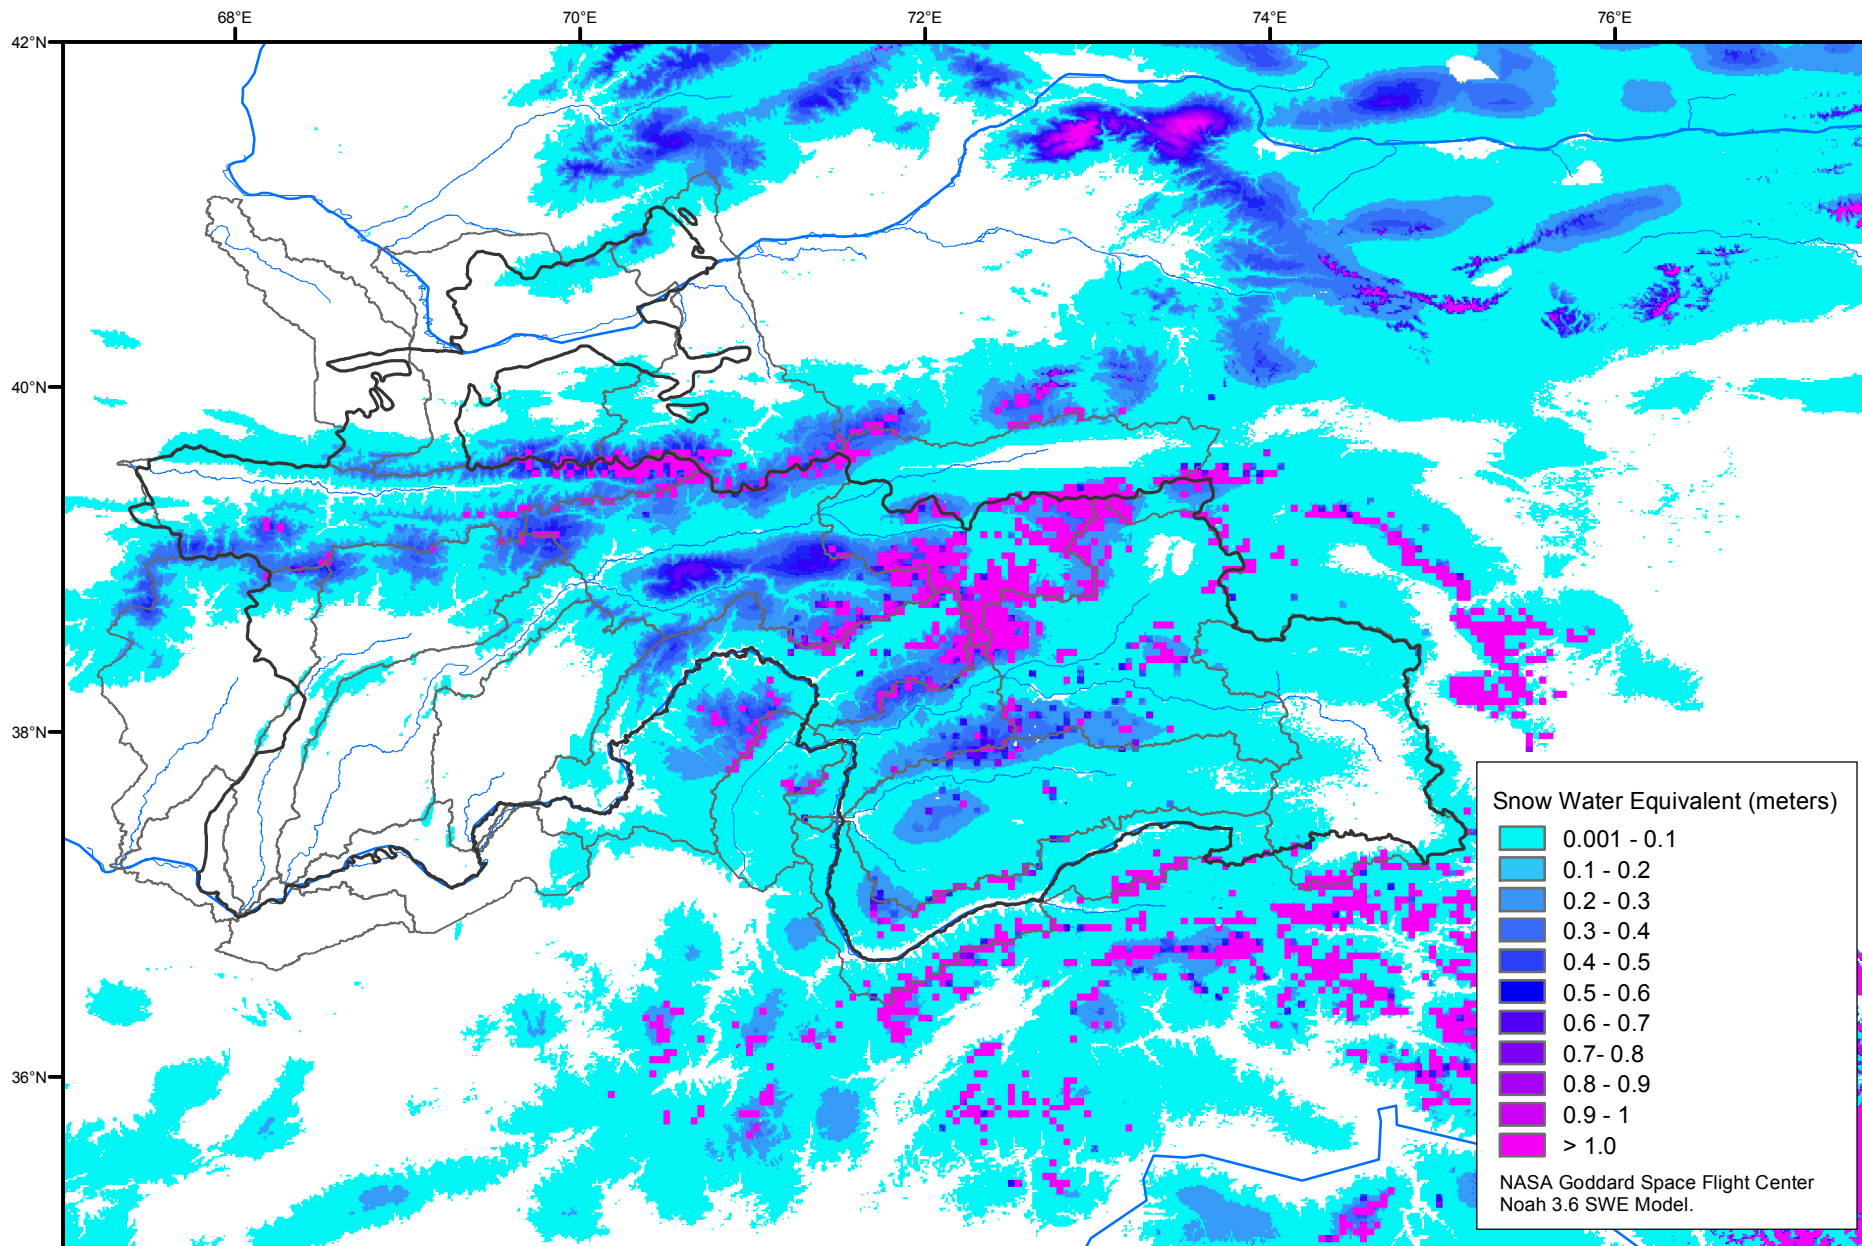 68°E
70°E
72°E
74°E
76°E
42°N
40°N
38°N
36°N
Snow Water Equivalent (meters)
0.001 - 0.1
0.1 - 0.2
0.2 - 0.3
0.3 - 0.4
0.4 - 0.5
0.5 - 0.6
0.6 - 0.7
0.7- 0.8
0.8 - 0.9
0.9 - 1
> 1.0
NASA Goddard Space Flight Center
Noah 3.6 SWE Model.